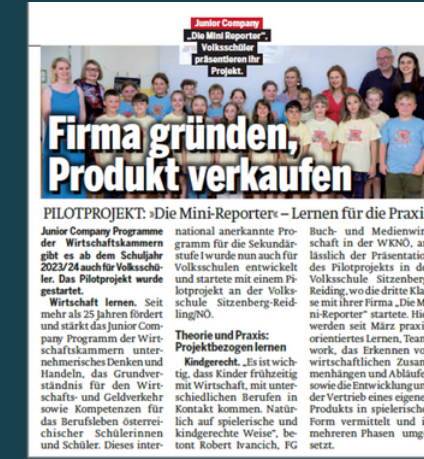 Junior Company
„Die Mini Reporter“.
Volksschüler
präsentieren ihr
Projekt.
Firma gründen,
Produkt verkaufen
PILOTPROJEKT: »Die Mini-Reporter« – Lernen für die Praxi
Junior Company Programme
der Wirtschaftskammern
gibt es ab dem Schuljahr
2023/24 auch für Volksschü-
ler. Das Pilotprojekt wurde
gestartet.
Wirtschaft lernen. Seit
mehr als 25 Jahren fördert
und stärkt das Junior Com-
pany Programm der Wirt-
schaftskammern unter-
nehmerisches Denken und
Handeln, das Grundver-
ständnis für den Wirt-
schafts- und Geldverkehr
sowie Kompetenzen für
das Berufsleben österrei-
chischer Schülerinnen
und Schüler. Dieses inter-
national anerkannte Pro-
gramm für die Sekundär-
stufe I wurde nun auch für
Volksschulen entwickelt
und startete mit einem Pi-
lotprojekt an der Volks-
schule Sitzenberg-Reid-
ling/NÖ.
Theorie und Praxis:
Projektbezogen lernen
Kindgerecht. „Es ist wich-
tig, dass Kinder frühzeitig
mit Wirtschaft, mit unter-
schiedlichen Berufen in
Kontakt kommen. Natür-
lich auf spielerische und
kindgerechte Weise“, be-
tont Robert Ivancich, FG
Buch- und Medienwir
schaft in der WKNÖ, an
lässlich der Präsentatio
des Pilotprojekts in de
Volksschule Sitzenberg
Reiding, wo die dritte Kla
se mit ihrer Firma „Die M
ni-Reporter“ startete. Hie
werden seit März praxi
orientiertes Lernen, Team
work, das Erkennen vo
wirtschaftlichen Zusan
menhängen und Abläufe
sowie die Entwicklung un
der Vertrieb eines eigene
Produkts in spielerische
Form vermittelt und i
mehreren Phasen umge
setzt.